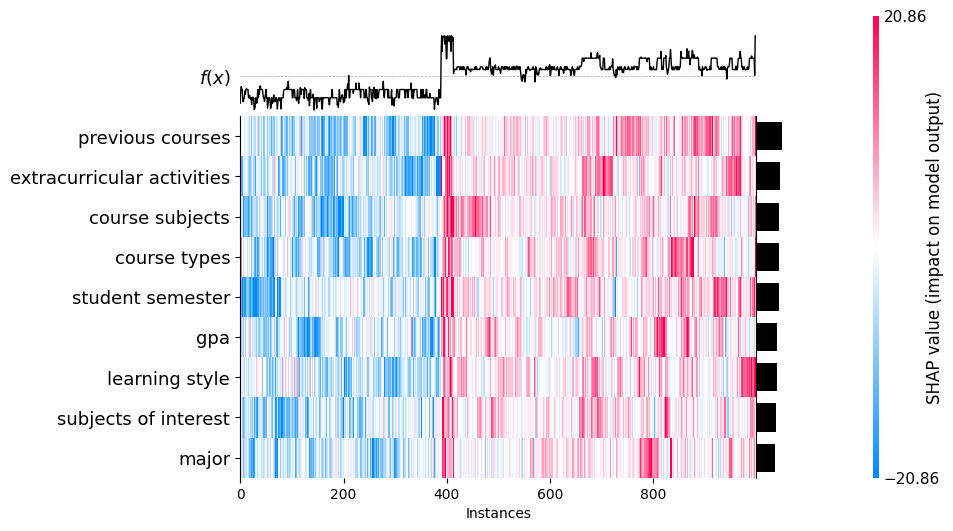 20.86
f(x)
previous courses
extracurricular activities
course subjects
course types
student semester
gpa
learning style
subjects of interest
major
0 200 400 600 800
Instances
−20.86
SHAP value (impact on model output)